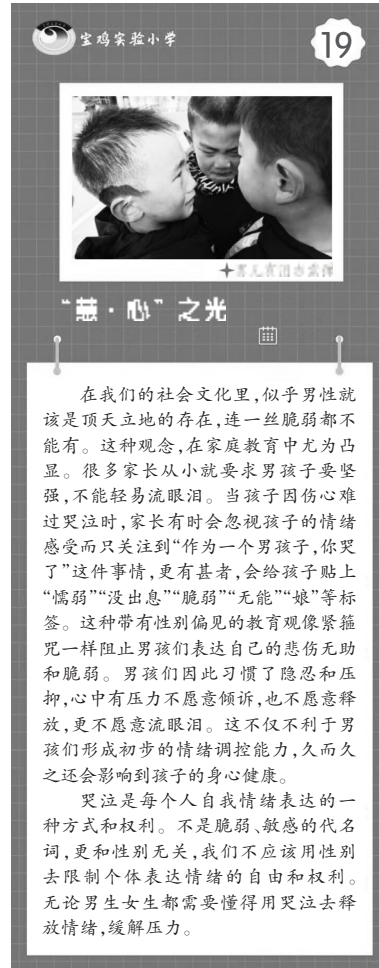 宝鸡实验小学
19
“慧·心”之光
在我们的社会文化里,似乎男性就
该是顶天立地的存在,连一丝脆弱都不
能有。这种观念,在家庭教育中尤为凸
显。很多家长从小就要求男孩子要坚
强,不能轻易流眼泪。当孩子因伤心难
过哭泣时,家长有时会忽视孩子的情绪
感受而只关注到“作为一个男孩子,你哭
了”这件事情,更有甚者,会给孩子贴上
“懦弱”“没出息”“脆弱”“无能”“娘”等标
签。这种带有性别偏见的教育观像紧箍
咒一样阻止男孩们表达自己的悲伤无助
和脆弱。男孩们因此习惯了隐忍和压
抑,心中有压力不愿意倾诉,也不愿意释
放,更不愿意流眼泪。这不仅不利于男
孩们形成初步的情绪调控能力,久而久
之还会影响到孩子的身心健康。
哭泣是每个人自我情绪表达的一
种方式和权利。不是脆弱、敏感的代名
词,更和性别无关,我们不应该用性别
去限制个体表达情绪的自由和权利。
无论男生女生都需要懂得用哭泣去释
放情绪,缓解压力。